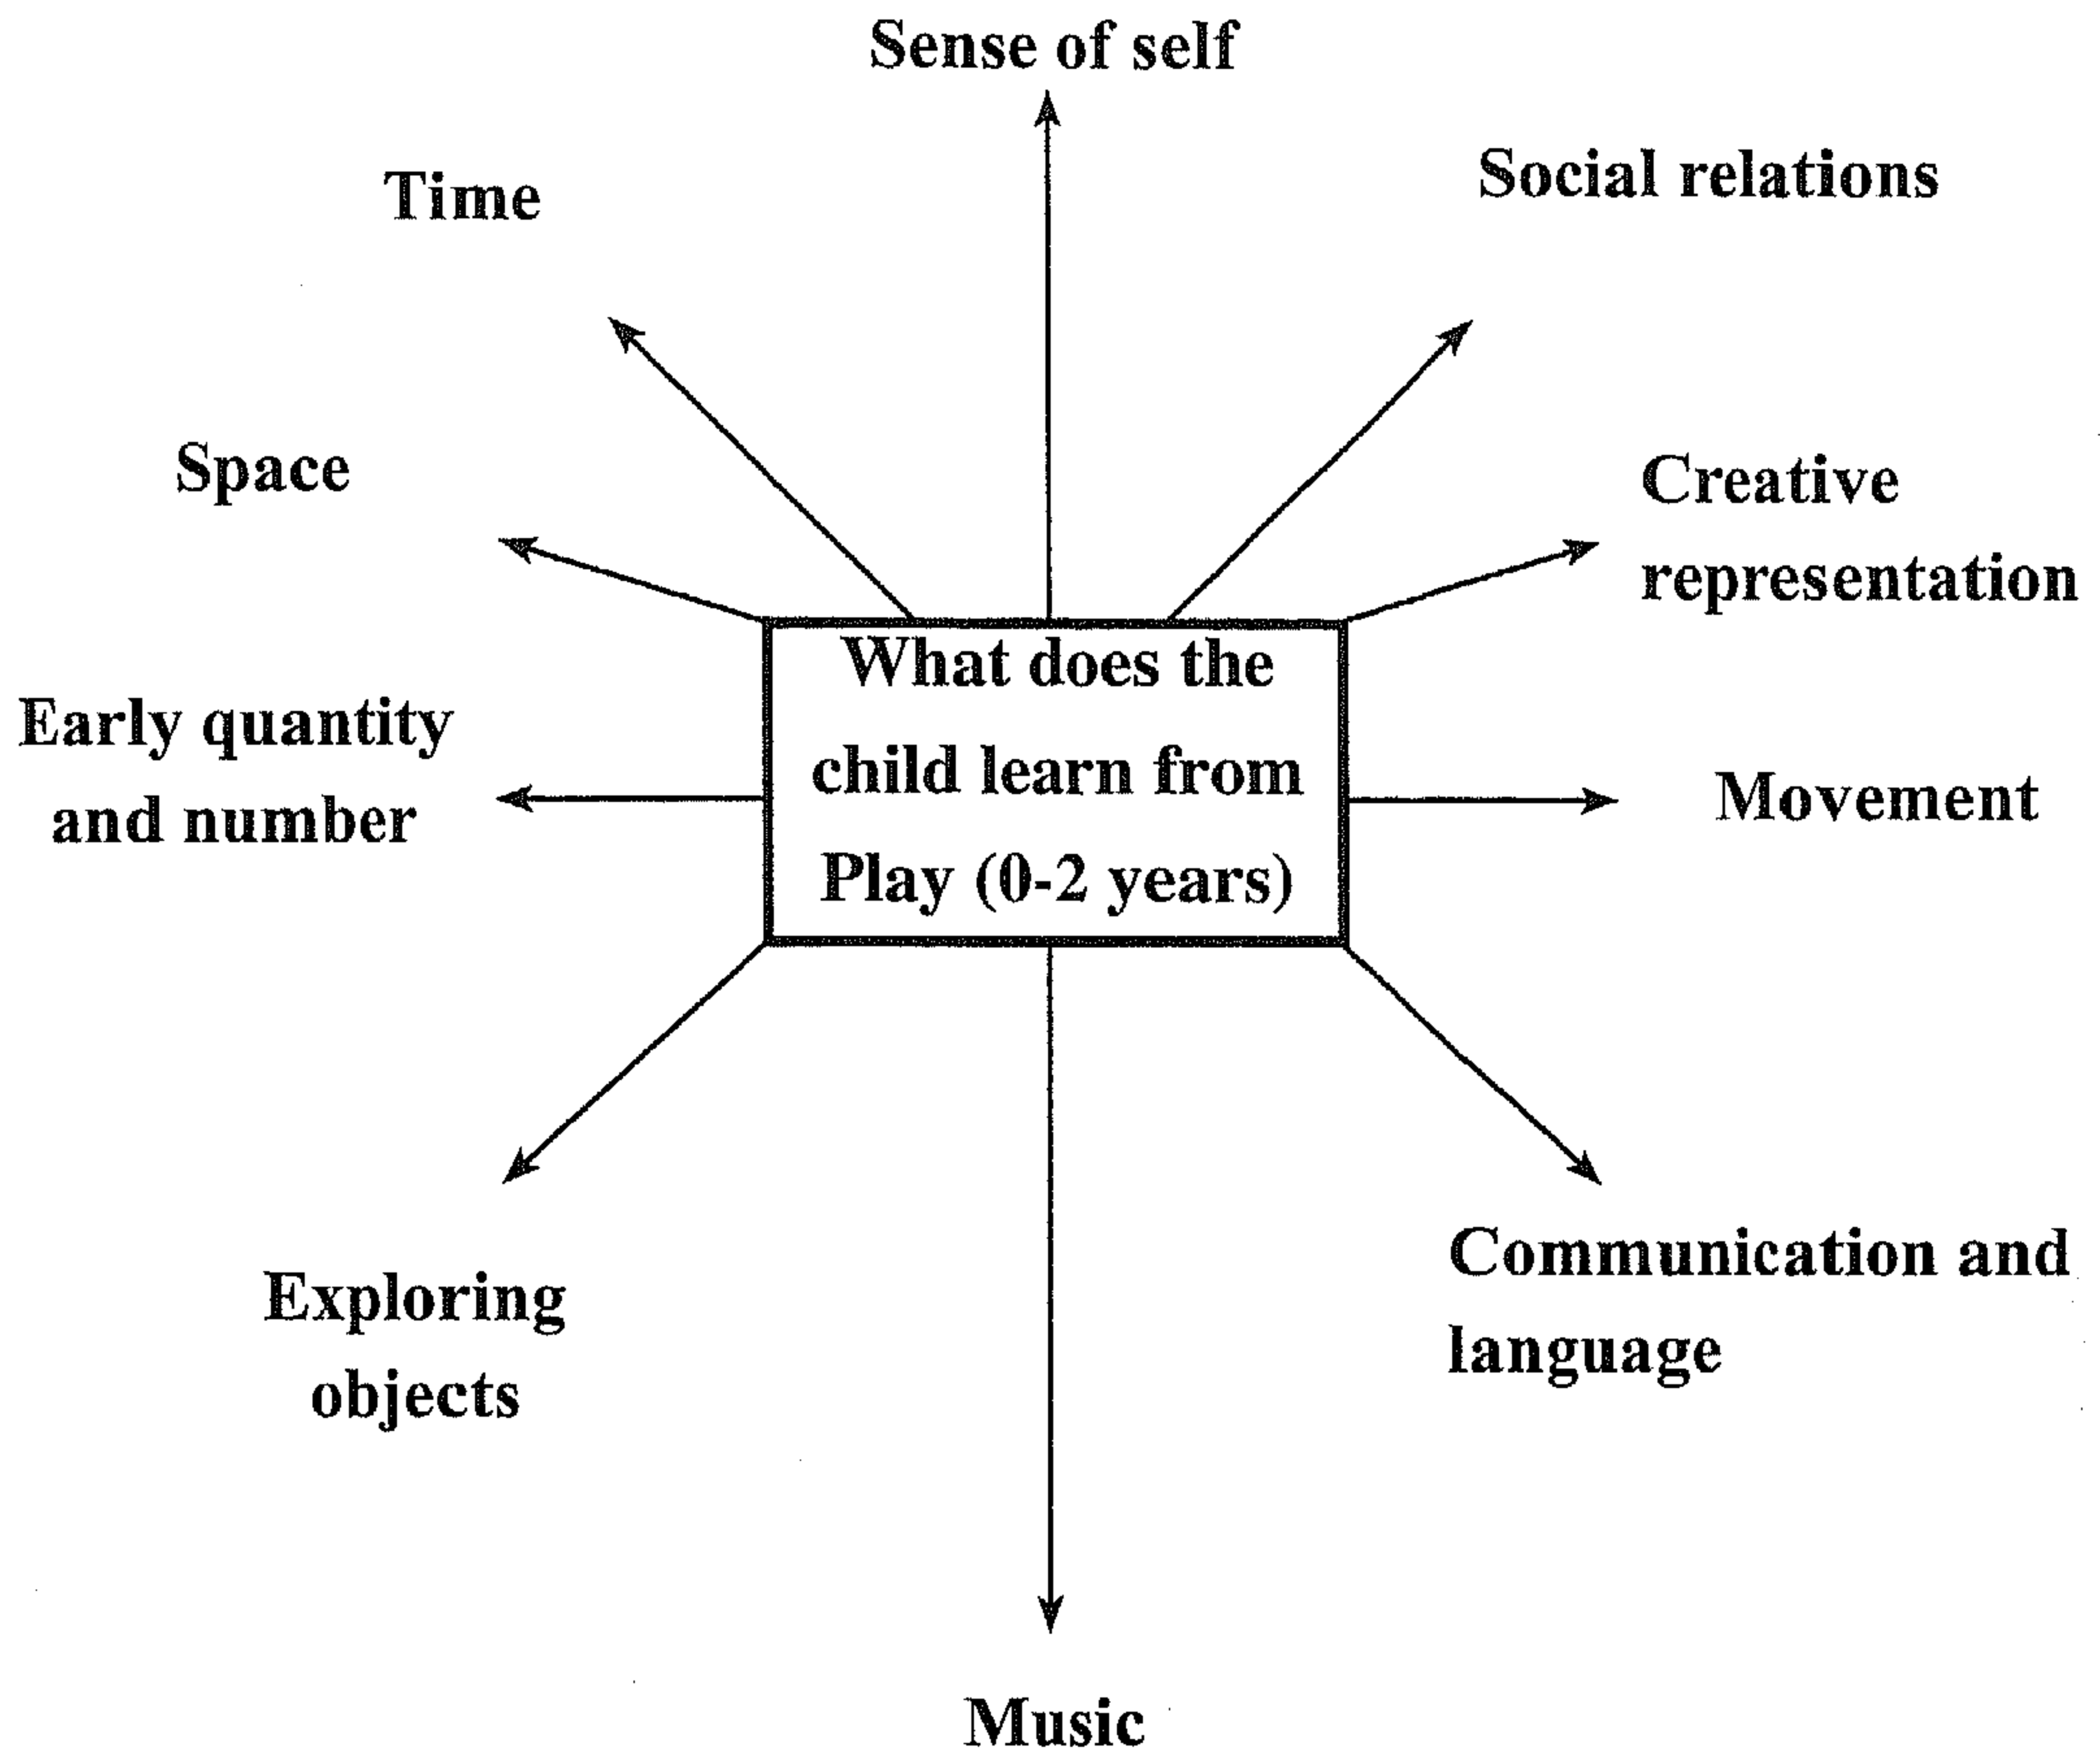 Sense of self
Time
Social relations
Space
Creative
representation
What does the
child learn from
Play (0-2 years)
Early quantity
and number
Movement
Exploring
objects
Communication and
language
Music